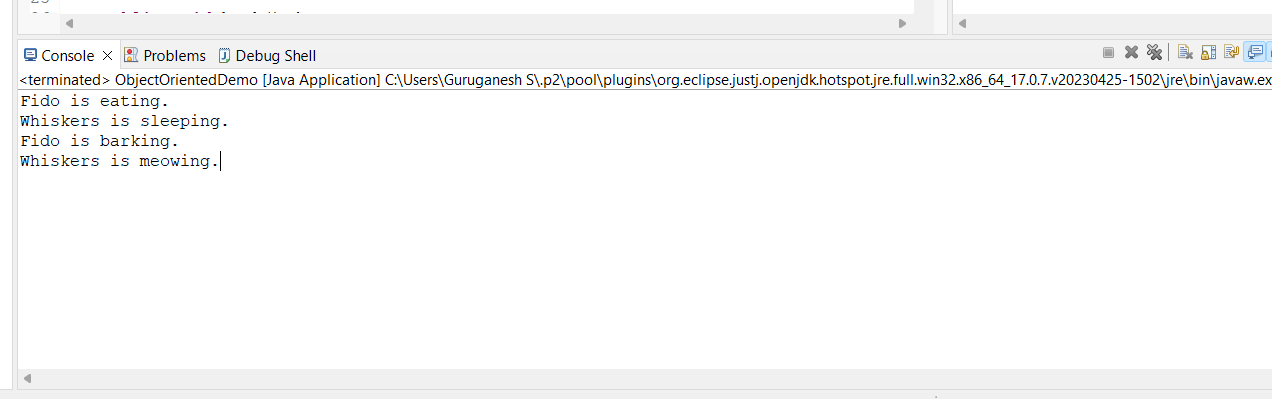 Console Problems Debug Shell
<terminated> ObjectOrientedDemo [Java Application] C:\Users\Guruganesh S\.p2\pool\plugins\org.eclipse.justj.openjdk.hotspot.jre.full.win32.x86_64_17.0.7.v20230425-1502\jre\bin\javaw.ex
Fido is eating.
Whiskers is sleeping.
Fido is barking.
Whiskers is meowing.